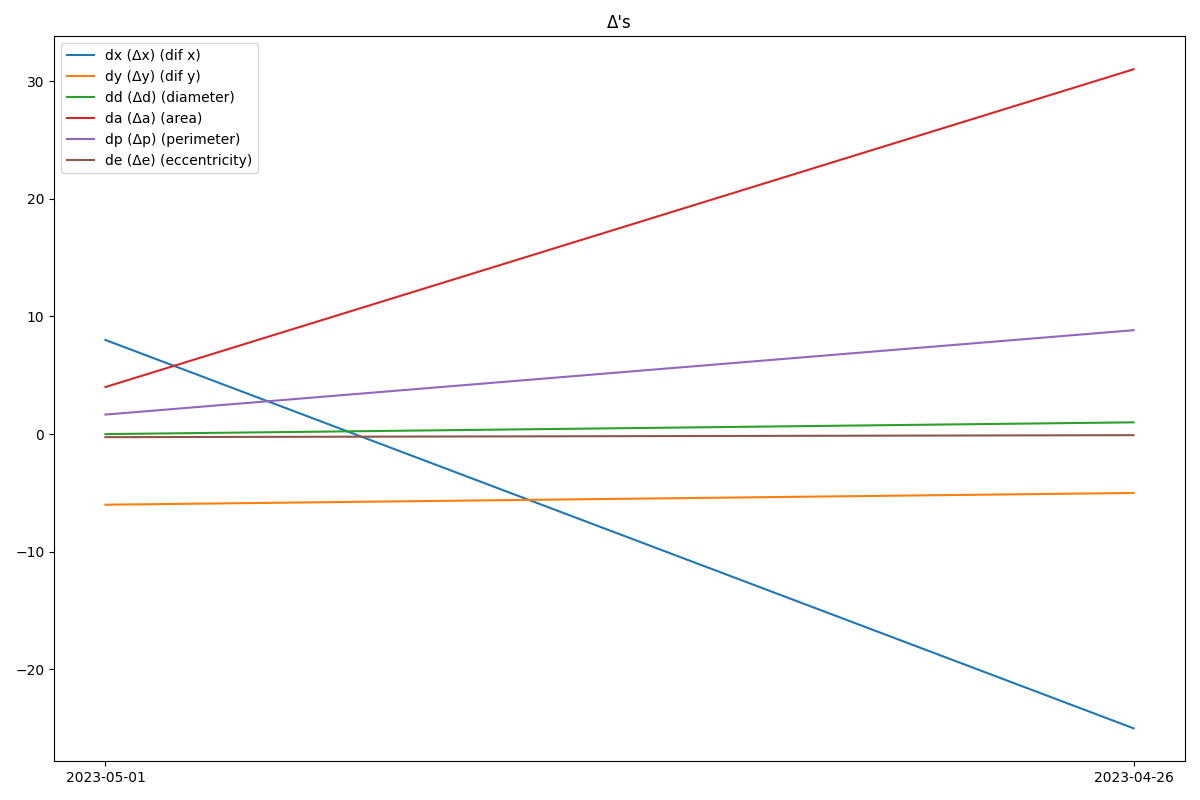 Δ's
dx (Δx) (dif x)
dy (Δy) (dif y)
dd (Δd) (diameter)
da (Δa) (area)
dp (Δp) (perimeter)
de (Δe) (eccentricity)
30
20
10
0
−10
−20
2023-05-01 2023-04-26